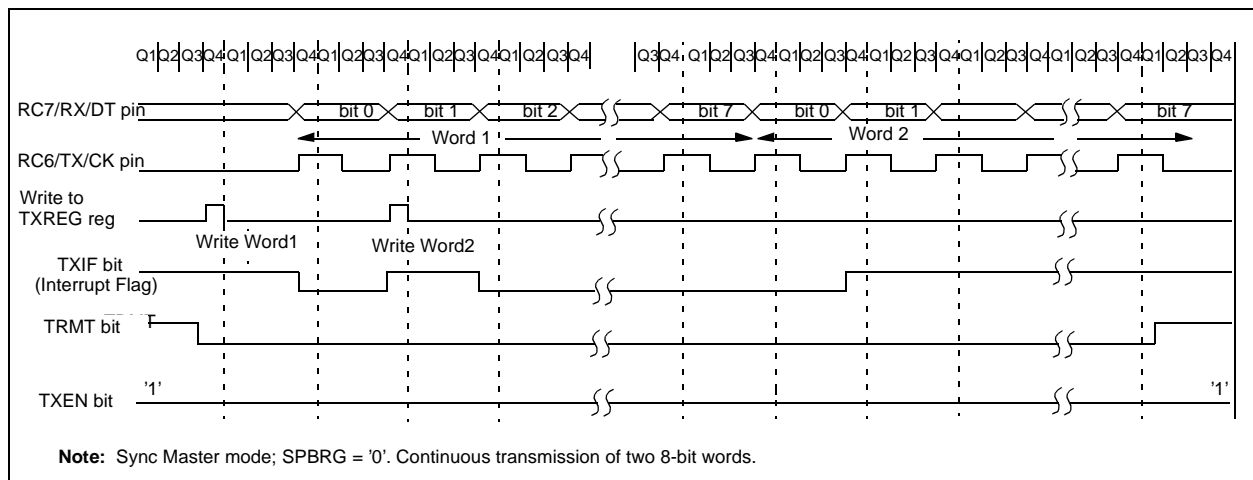 Q1 Q2 Q3 Q4 Q1 Q2 Q3 Q4 Q1 Q2 Q3 Q4 Q1 Q2 Q3 Q4 Q1 Q2 Q3 Q4 Q3 Q4 Q1 Q2 Q3 Q4 Q1 Q2 Q3 Q4 Q1 Q2 Q3 Q4 Q1 Q2 Q3 Q4 Q1 Q2 Q3 Q4 Q1 Q2 Q3 Q4
RC7/RX/DT pin bit 0 bit 1 bit 2 bit 7 bit 0 bit 1 bit 7
Word 1 Word 2
RC6/TX/CK pin
Write to
TXREG reg
Write Word1 Write Word2
TXIF bit
(Interrupt Flag)
TRMT bit
'1' '1'
TXEN bit
Note: Sync Master mode; SPBRG = '0'. Continuous transmission of two 8-bit words.